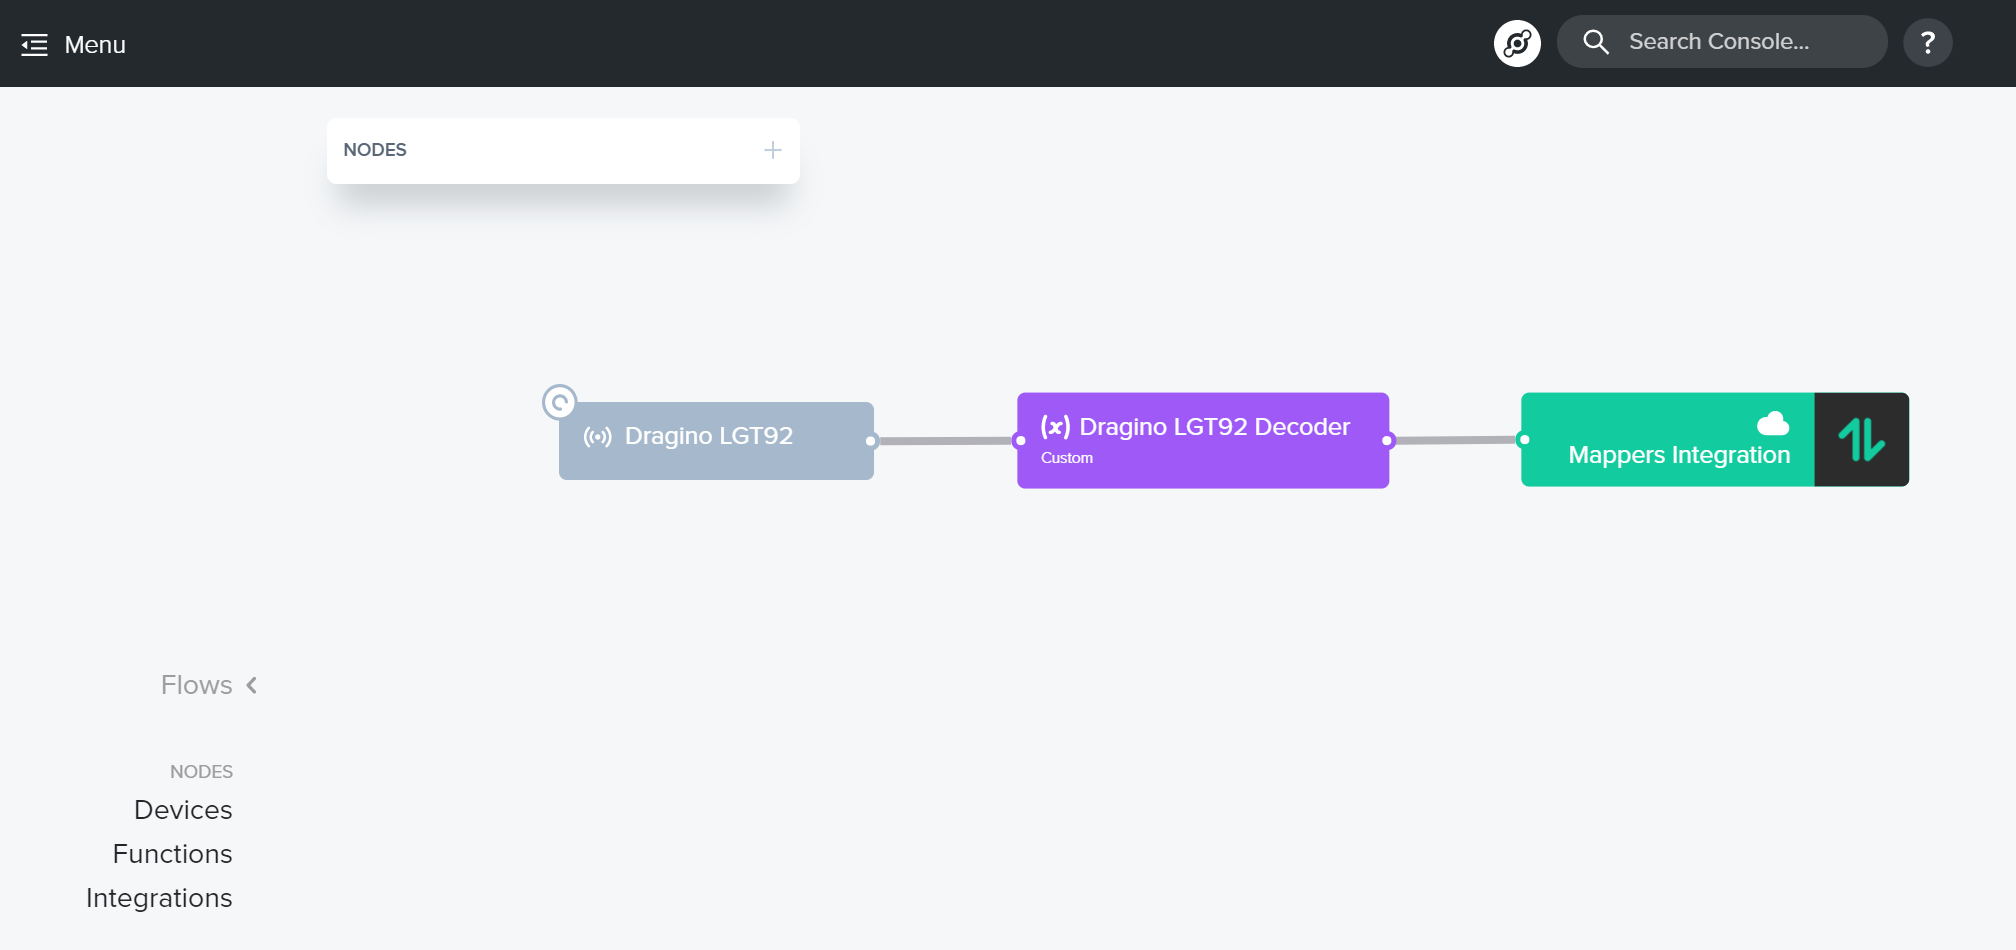 Menu
Search Console...
?
NODES
Dragino LGT92
(x) Dragino LGT92 Decoder
Custom
Mappers Integration
Flows
NODES
Devices
Functions
Integrations